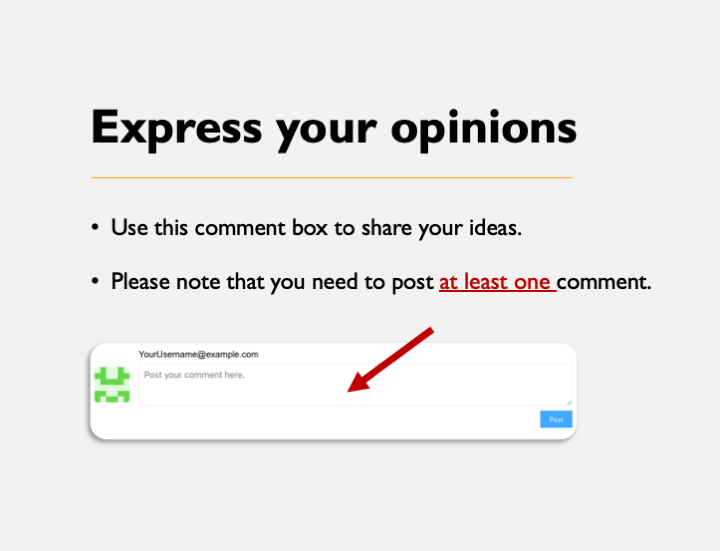 Express your opinions
• Use this comment box to share your ideas.
• Please note that you need to post at least one comment.
YourUsername@example.com
Post your comment here.
Post